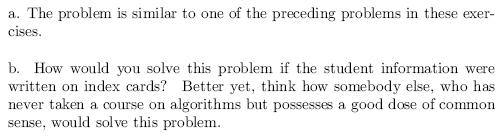 a. The problem is similar to one of the preceding problems in these exer-
cises.
b. How would you solve this problem if the student information were
written on index cards? Better yet, think how somebody else, who has
never taken a course on algorithms but possesses a good dose of common
sense, would solve this problem.